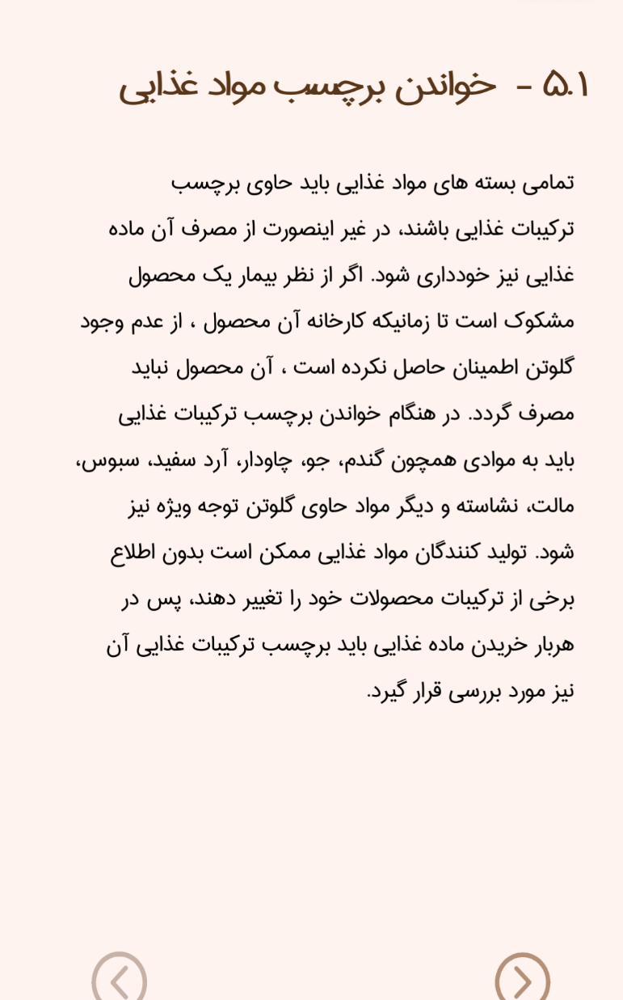 ۵.۱ - خواندن برچسب مواد غذایی
تمامی بسته های مواد غذایی باید حاوی برچسب
ترکیبات غذایی باشند، در غیر اینصورت از مصرف آن ماده
غذایی نیز خودداری شود. اگر از نظر بیمار یک محصول
مشکوک است تا زمانیکه کارخانه آن محصول ، از عدم وجود
گلوتن اطمینان حاصل نکرده است ، آن محصول نباید
مصرف گردد. در هنگام خواندن برچسب ترکیبات غذایی
باید به موادی همچون گندم، جو، چاودار، آرد سفید، سبوس،
مالت، نشاسته و دیگر مواد حاوی گلوتن توجه ویژه نیز
شود. تولید کنندگان مواد غذایی ممکن است بدون اطلاع
برخی از ترکیبات محصولات خود را تغییر دهند، پس در
هربار خریدن ماده غذایی باید برچسب ترکیبات غذایی آن
نیز مورد بررسی قرار گیرد.